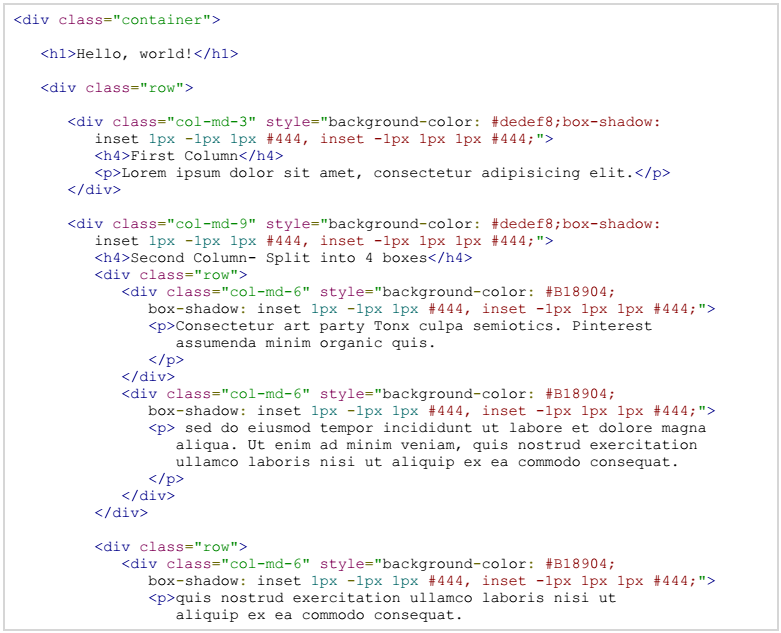 <div class="container">
<h1>Hello, world!</h1>
<div class="row">
<div class="col-md-3" style="background-color: #dedef8;box-shadow:
inset 1px -1px 1px #444, inset -1px 1px 1px #444;">
<h4>First Column</h4>
<p>Lorem ipsum dolor sit amet, consectetur adipisicing elit.</p>
</div>
<div class="col-md-9" style="background-color: #dedef8;box-shadow:
inset 1px -1px 1px #444, inset -1px 1px 1px #444;">
<h4>Second Column- Split into 4 boxes</h4>
<div class="row">
<div class="col-md-6" style="background-color: #B18904;
box-shadow: inset 1px -1px 1px #444, inset -1px 1px 1px #444;">
<p>Consectetur art party Tonx culpa semiotics. Pinterest
assumenda minim organic quis.
</p>
</div>
<div class="col-md-6" style="background-color: #B18904;
box-shadow: inset 1px -1px 1px #444, inset -1px 1px 1px #444;">
<p> sed do eiusmod tempor incididunt ut labore et dolore magna
aliqua. Ut enim ad minim veniam, quis nostrud exercitation
ullamco laboris nisi ut aliquip ex ea commodo consequat.
</p>
</div>
</div>
<div class="row">
<div class="col-md-6" style="background-color: #B18904;
box-shadow: inset 1px -1px 1px #444, inset -1px 1px 1px #444;">
<p>quis nostrud exercitation ullamco laboris nisi ut
aliquip ex ea commodo consequat.